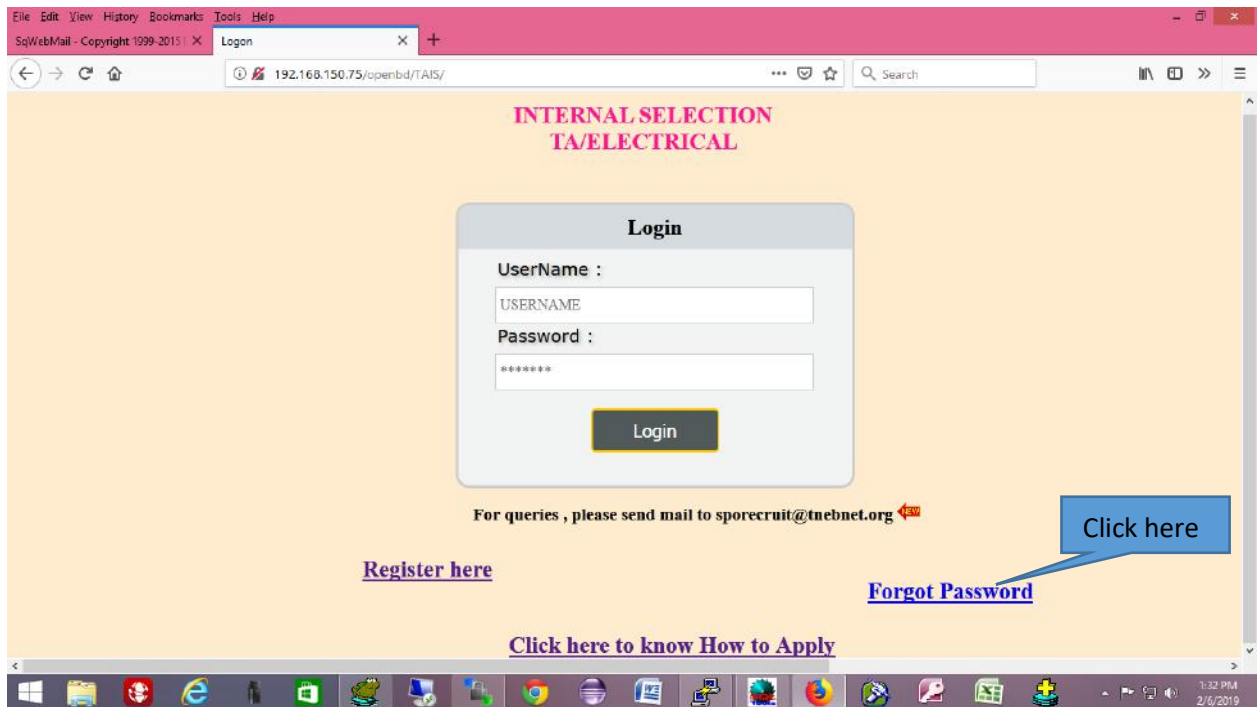 File Edit View History Bookmarks Tools Help
SqWebMail - Copyright 1999-2015 Logon
192.168.150.75/openbd/TAIS/ Search
INTERNAL SELECTION
TA/ELECTRICAL
Login
UserName :
USERNAME
Password :
*******
Login
For queries , please send mail to sporecruit@tnebnet.org NEW
Click here
Register here
Forgot Password
Click here to know How to Apply
1:32 PM
2/6/2019